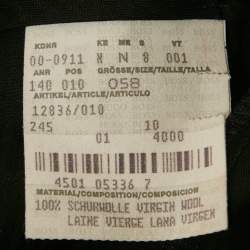 KDNR KE ME S VT
00-0911 N 8 001
ANR POS GRÖSSE/SIZE/TAILLE/TALLA
140 010 058
ARTIKEL/ARTICLE/ARTICULO
12836/010
245 10
01 4000
4501 05336 7
MATERIAL/COMPOSITION/COMPOSICION
100% SCHURWOLLE VIRGIN WOOL
LAINE VIERGE LANA VIRGEN